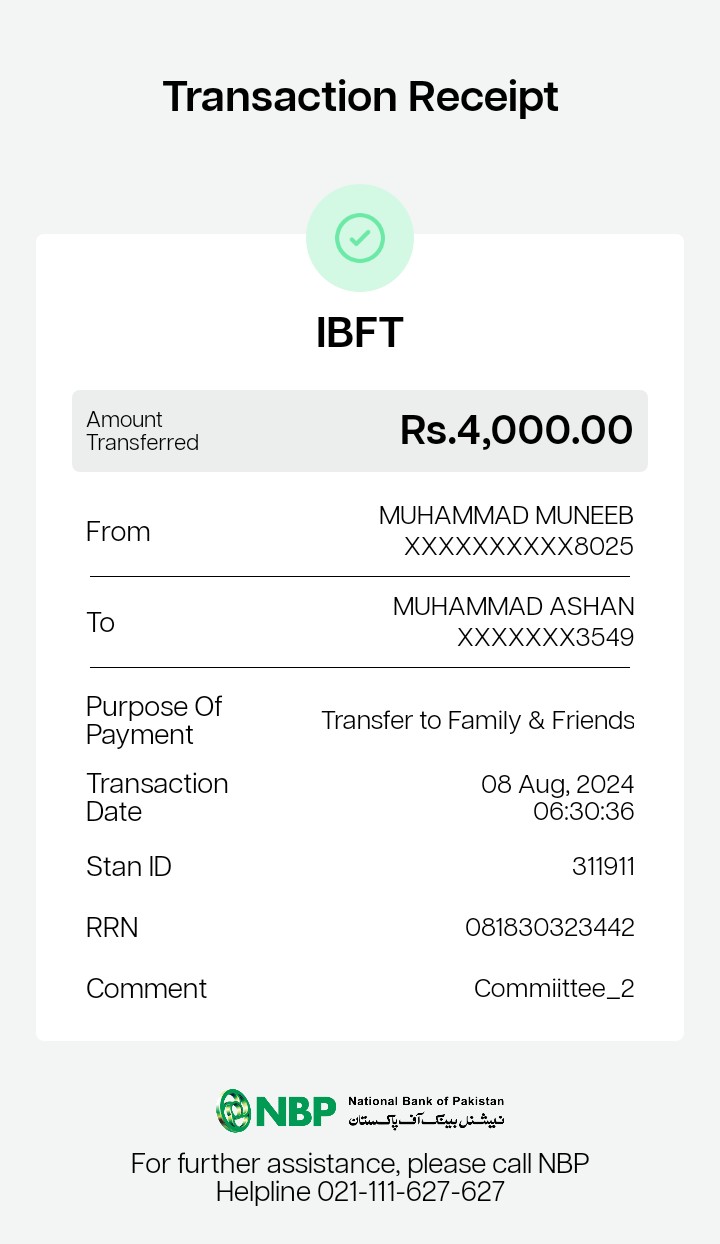 Transaction Receipt
IBFT
Amount
Transferred
Rs.4,000.00
From
MUHAMMAD MUNEEB
XXXXXXXXXX8025
To
MUHAMMAD ASHAN
XXXXXXX3549
Purpose Of
Payment
Transfer to Family & Friends
Transaction
Date
08 Aug, 2024
06:30:36
Stan ID
311911
RRN
081830323442
Comment
Commiittee_2
NBP
National Bank of Pakistan
نیشنل بینک آف پاکستان
For further assistance, please call NBP
Helpline 021-111-627-627